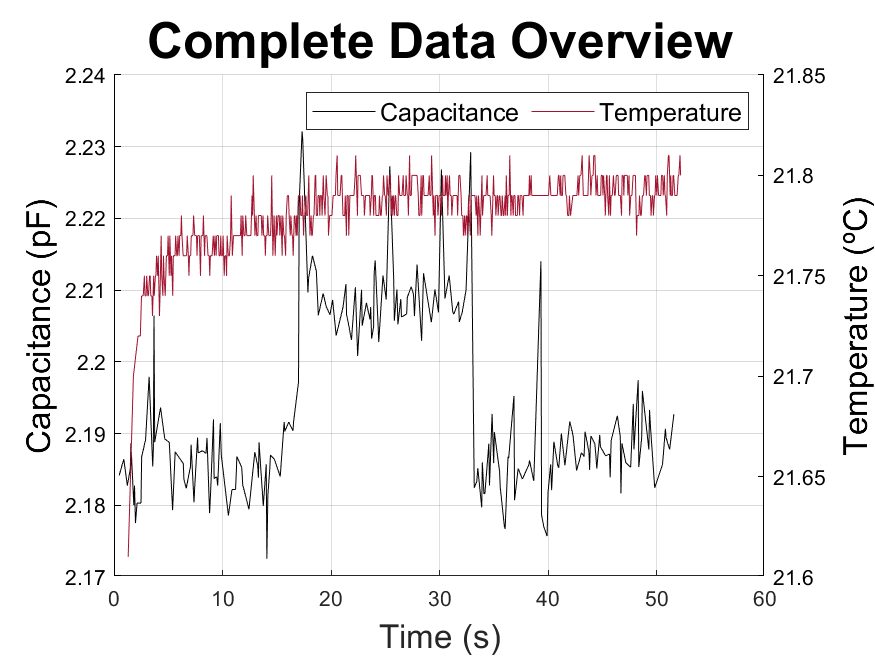 Complete Data Overview
Capacitance Temperature
2.24
2.23
2.22
2.21
2.2
2.19
2.18
2.17
Capacitance (pF)
21.85
21.8
21.75
21.7
21.65
21.6
Temperature (ºC)
0 10 20 30 40 50 60
Time (s)